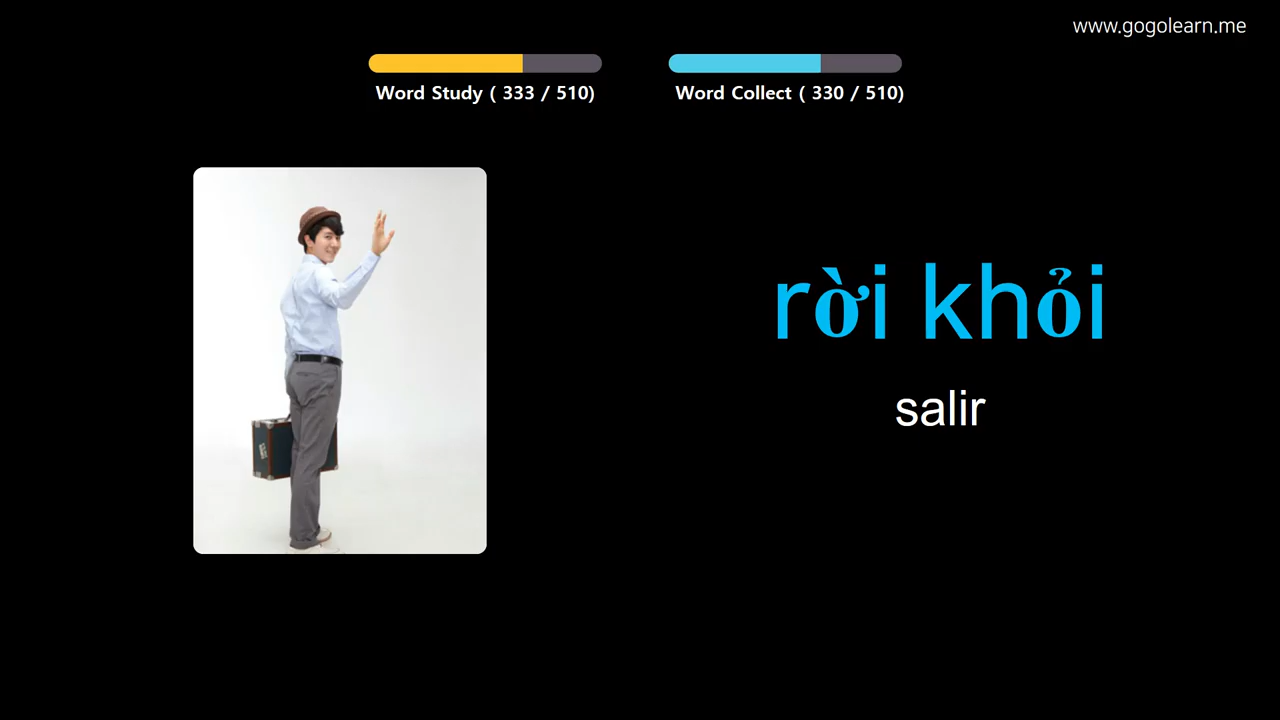 www.gogolearn.me
Word Study ( 333 / 510)
Word Collect ( 330 / 510)
rời khỏi
salir